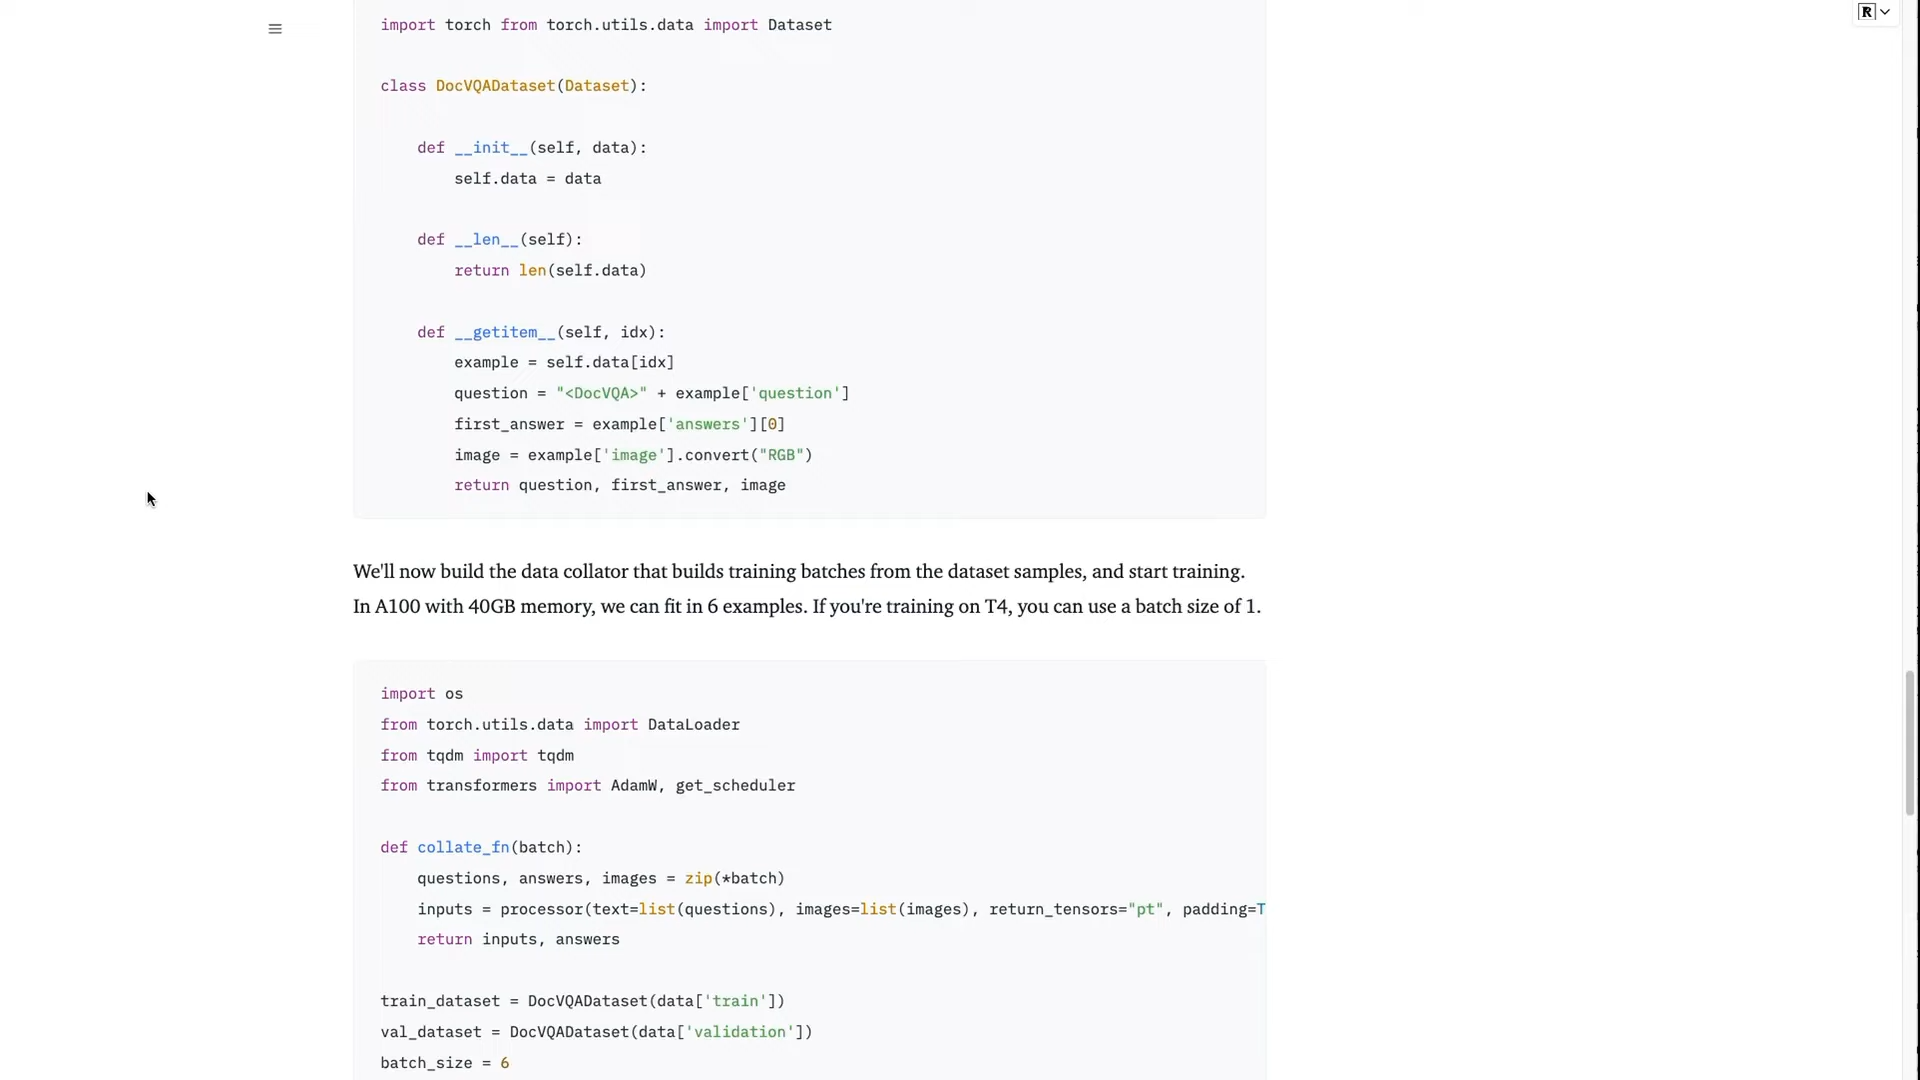 R
import torch from torch.utils.data import Dataset
class DocVQADataset(Dataset):
def __init__(self, data):
self.data = data
def __len__(self):
return len(self.data)
def __getitem__(self, idx):
example = self.data[idx]
question = "<DocVQA>" + example['question']
first_answer = example['answers'][0]
image = example['image'].convert("RGB")
return question, first_answer, image
We'll now build the data collator that builds training batches from the dataset samples, and start training.
In A100 with 40GB memory, we can fit in 6 examples. If you're training on T4, you can use a batch size of 1.
import os
from torch.utils.data import DataLoader
from tqdm import tqdm
from transformers import AdamW, get_scheduler
def collate_fn(batch):
questions, answers, images = zip(*batch)
inputs = processor(text=list(questions), images=list(images), return_tensors="pt", padding=T
return inputs, answers
train_dataset = DocVQADataset(data['train'])
val_dataset = DocVQADataset(data['validation'])
batch_size = 6